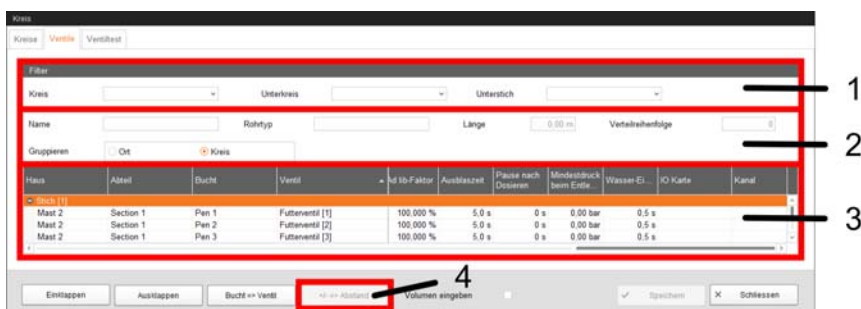 Kreis
Kreise Ventile Ventiltest
Filter
Kreis Unterkreis Unterstich
1
Name Rohrtyp Länge 0,00 m Verteilreihenfolge 0
2
Gruppieren Ort Kreis
Haus Abteil Bucht Ventil Ad lib-Faktor Ausblaszeit Pause nach Dosieren Mindestdruck beim Entle... Wasser-Ei... IO Karte Kanal
Stich [1]
Mast 2 Section 1 Pen 1 Futterventil [1] 100,000 % 5,0 s 0 s 0,00 bar 0,5 s
3
Mast 2 Section 1 Pen 2 Futterventil [2] 100,000 % 5,0 s 0 s 0,00 bar 0,5 s
Mast 2 Section 1 Pen 3 Futterventil [3] 100,000 % 5,0 s 0 s 0,00 bar 0,5 s
4
Einklappen Ausklappen Bucht => Ventil +/-=> Abstand Volumen eingeben Speichern Schliessen